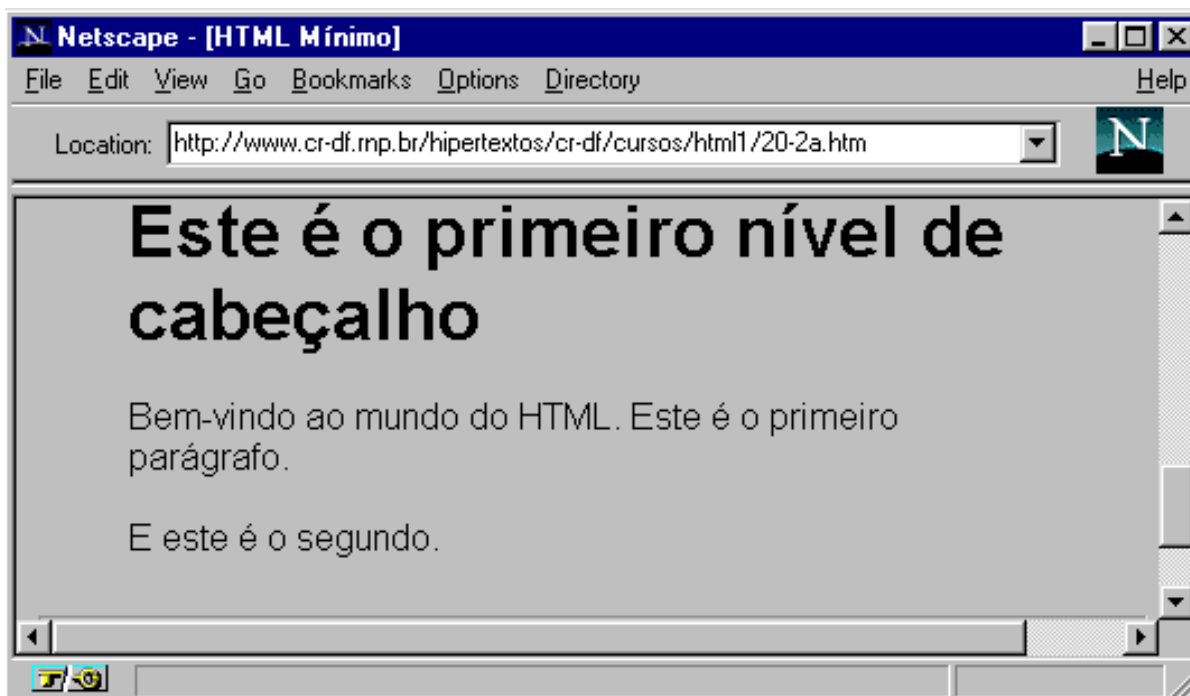 N Netscape - [HTML Mínimo]
File Edit View Go Bookmarks Options Directory Help
Location: http://www.cr-df.rnp.br/hipertextos/cr-df/cursos/html1/20-2a.htm
N
Este é o primeiro nível de
cabeçalho
Bem-vindo ao mundo do HTML. Este é o primeiro
parágrafo.
E este é o segundo.